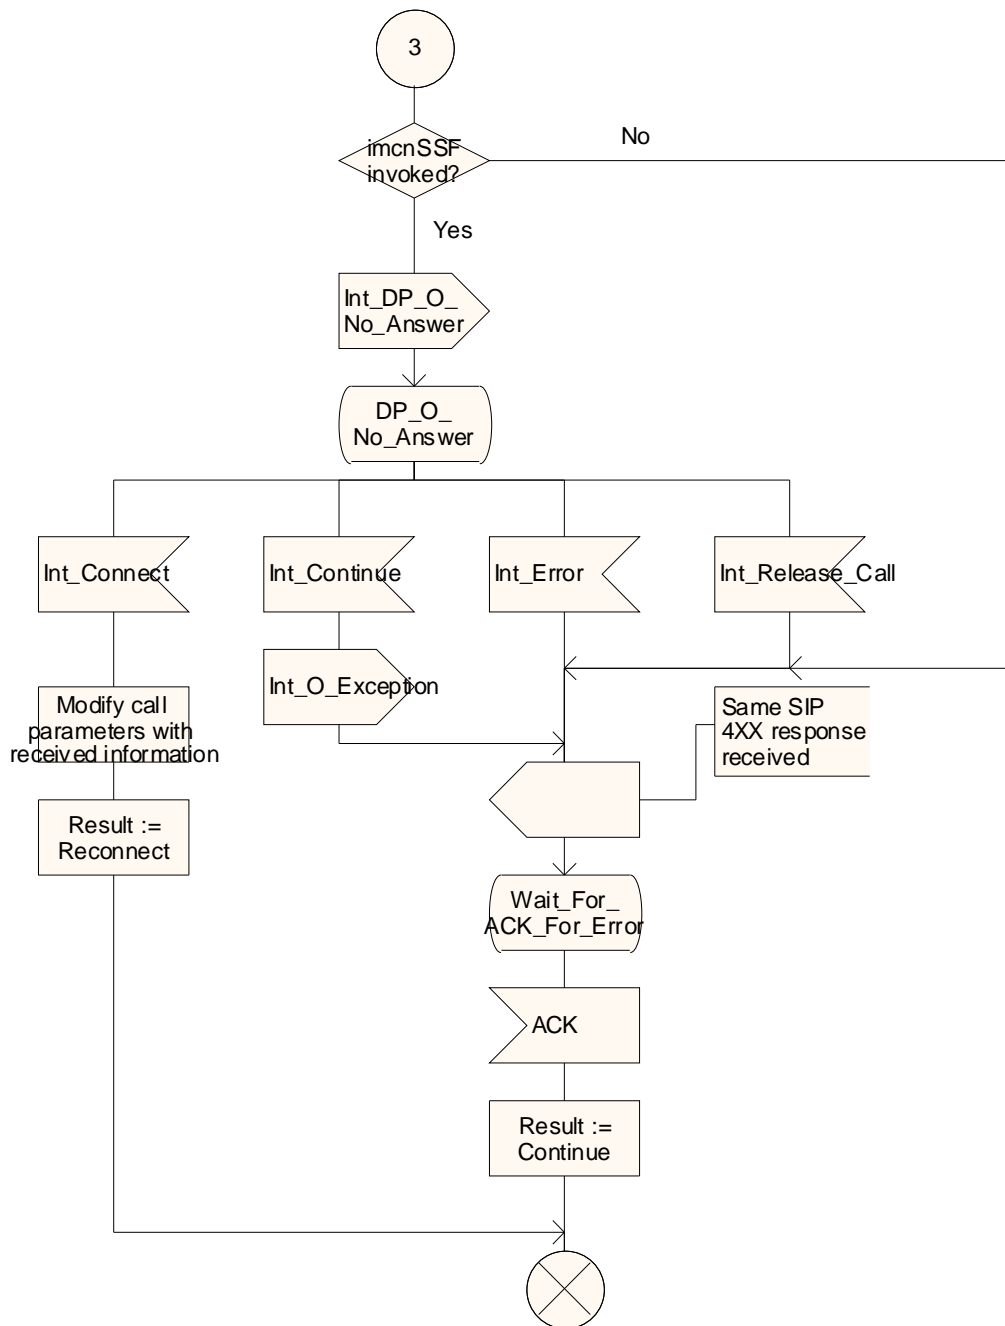 3
imcnSSF
invoked?
No
Yes
Int_DP_O_
No_Answer
DP_O_
No_Answer
Int_Connect
Int_Continue
Int_Error
Int_Release_Call
Int_O_Exception
Modify call
parameters with
received information
Same SIP
4XX response
received
Result :=
Reconnect
Wait_For_
ACK_For_Error
ACK
Result :=
Continue